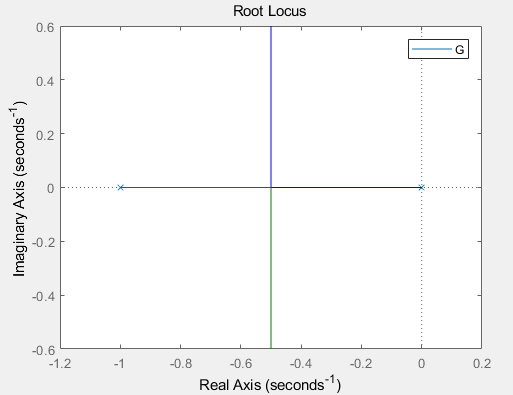 Root Locus
G
0.6
0.4
0.2
0
-0.2
-0.4
-0.6
Imaginary Axis (seconds⁻¹)
-1.2 -1 -0.8 -0.6 -0.4 -0.2 0 0.2
Real Axis (seconds⁻¹)